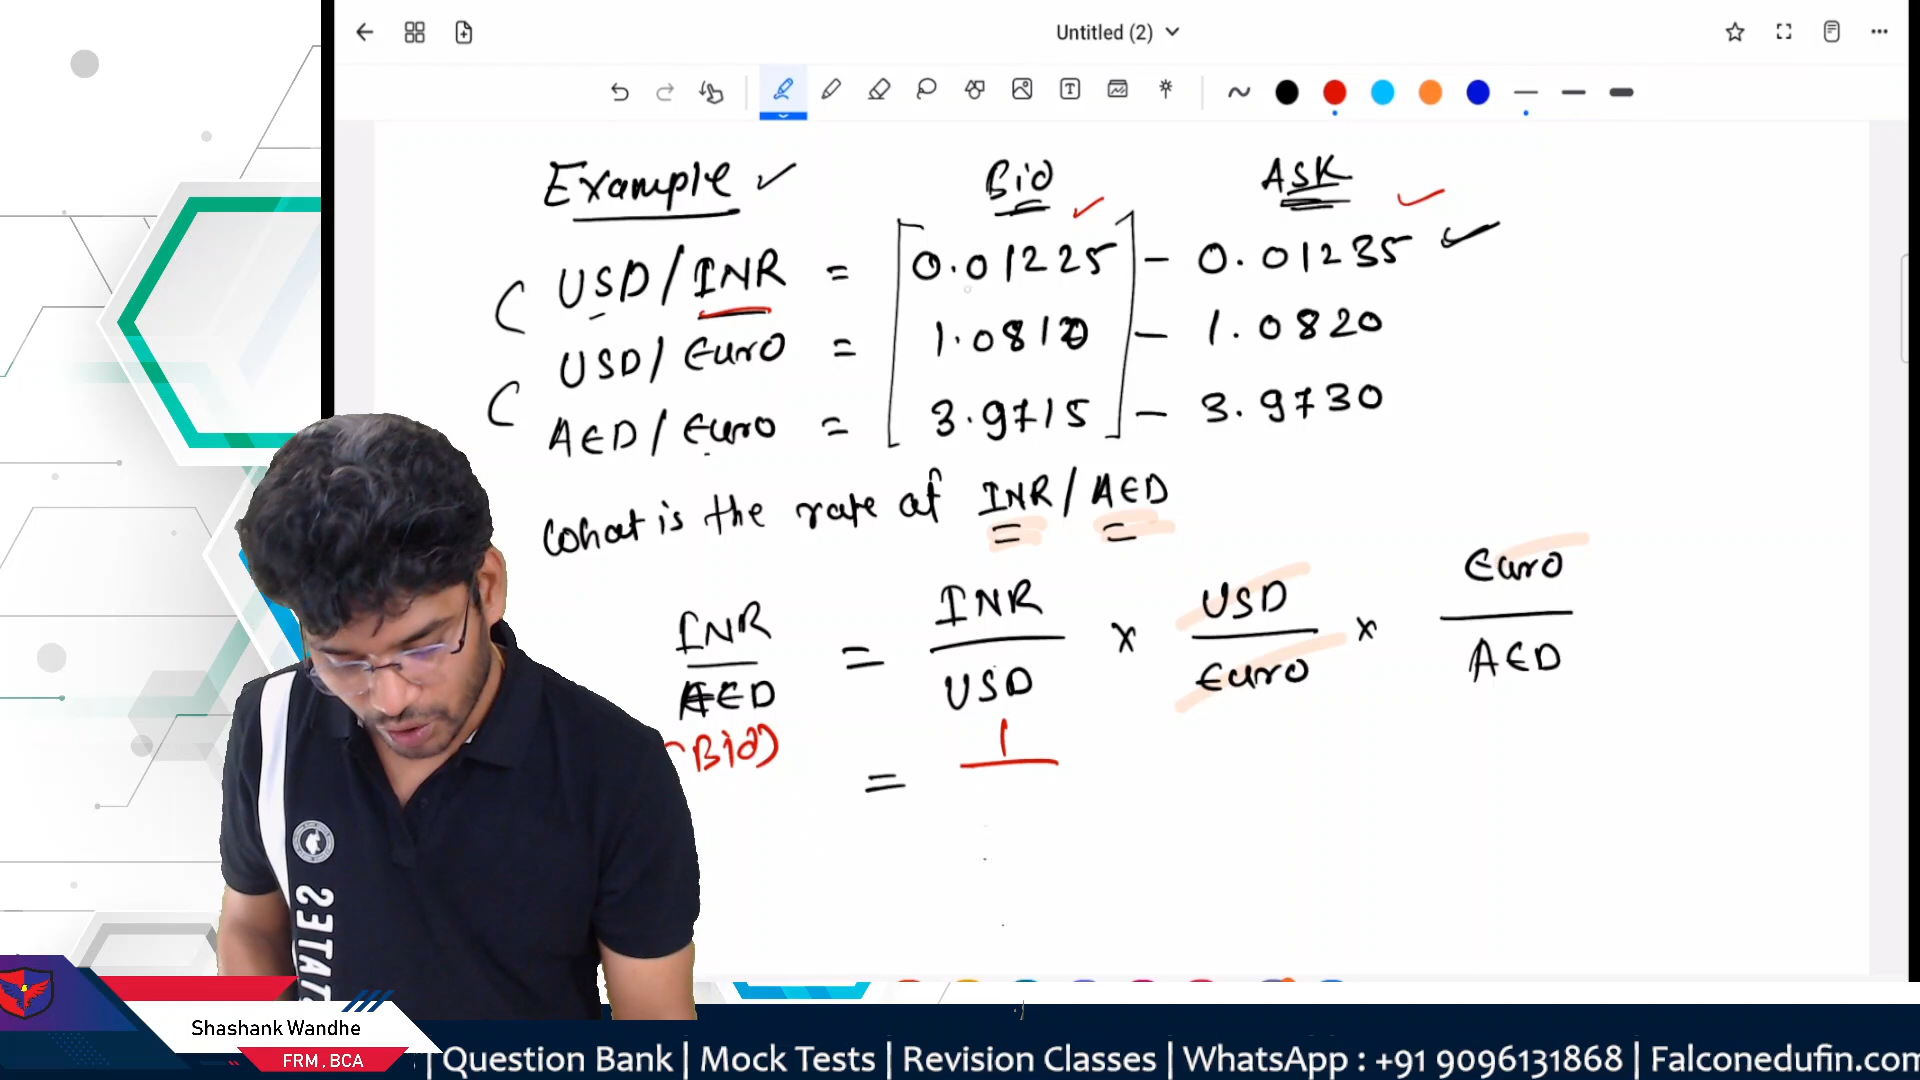 Untitled (2)
Example ✓ Bid ASK
USD/INR = 0.01225 - 0.01235 ✓
USD/Euro = 1.0810 - 1.0820
AED/Euro = 3.9715 - 3.9730
What is the rate of INR/AED
INR/AED = INR/USD × USD/Euro × Euro/AED
(Bid)
= 1
STATES
Shashank Wandhe
FRM, BCA
| Question Bank | Mock Tests | Revision Classes | WhatsApp : +91 9096131868 | Falconedufin.com